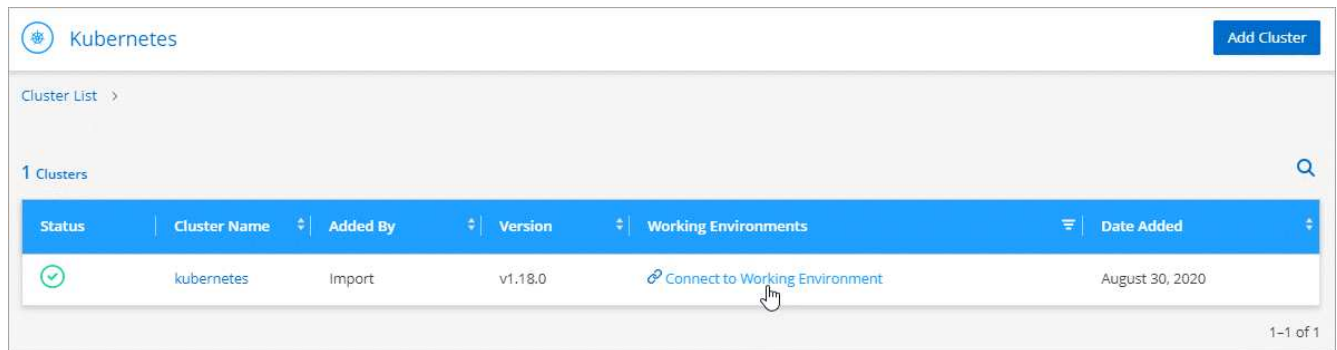 Kubernetes
Add Cluster
Cluster List >
1 Clusters
Status Cluster Name Added By Version Working Environments Date Added
kubernetes Import v1.18.0 Connect to Working Environment August 30, 2020
1–1 of 1